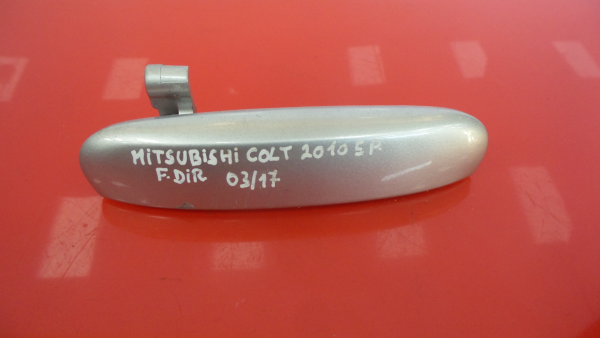 MiTSUBiSHi COLT 2010 5P
F.DiR 03/17